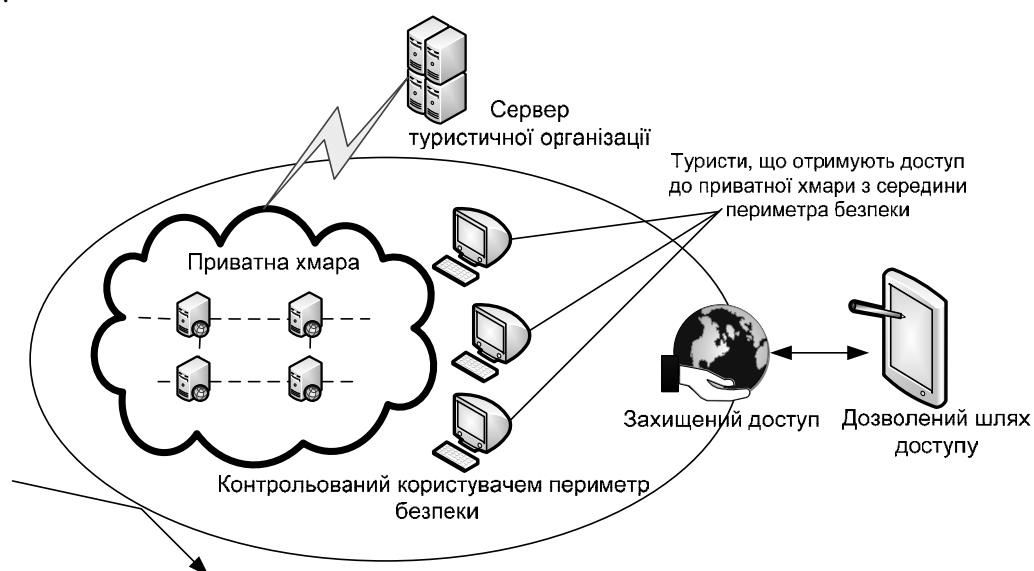 Сервер
туристичної організації
Туристи, що отримують доступ
до приватної хмари з середини
периметра безпеки
Приватна хмара
Захищений доступ
Дозволений шлях
доступу
Контрольований користувачем периметр
безпеки